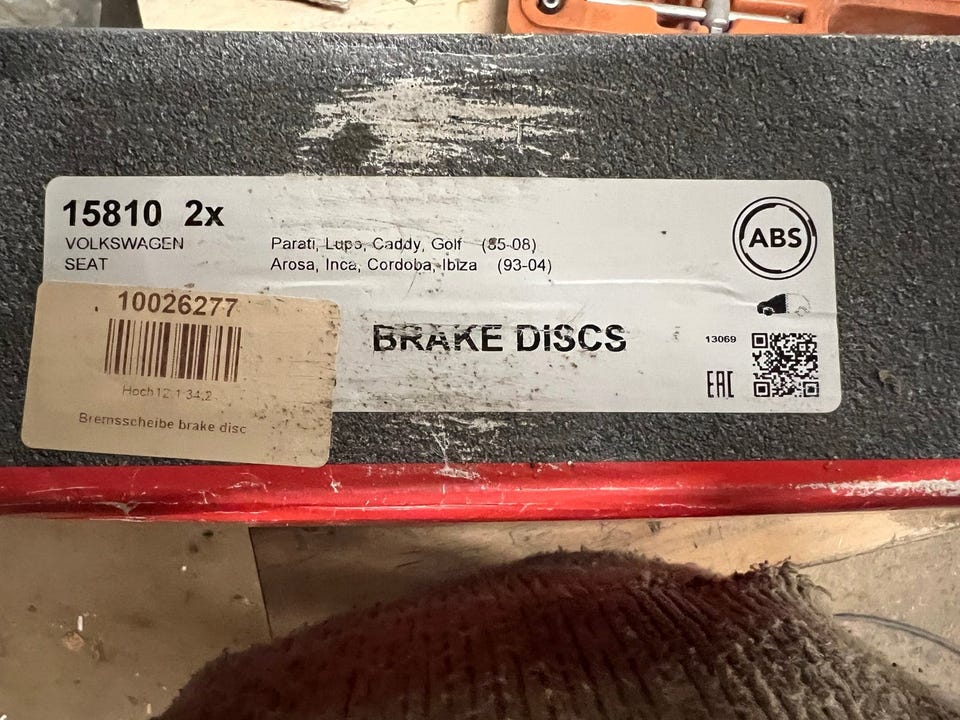 15810 2x
VOLKSWAGEN Parati, Lupo, Caddy, Golf (85-08)
SEAT Arosa, Inca, Cordoba, Ibiza (93-04)
ABS
10026277
BRAKE DISCS
13069
EAC
Hoch12.1.34.2
Bremsscheibe brake disc